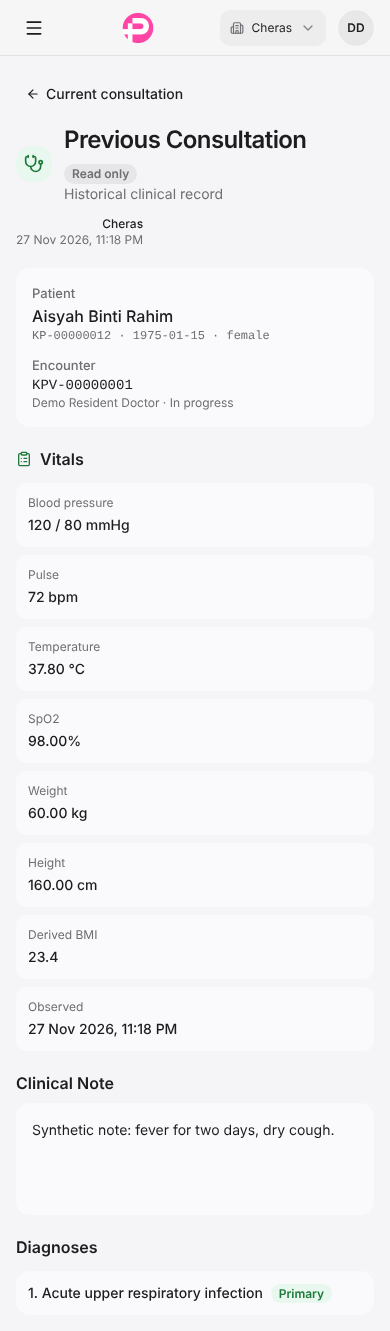 Cheras
DD
Current consultation
Previous Consultation
Read only
Historical clinical record
Cheras
27 Nov 2026, 11:18 PM
Patient
Aisyah Binti Rahim
KP-00000012 · 1975-01-15 · female
Encounter
KPV-00000001
Demo Resident Doctor · In progress
Vitals
Blood pressure
120 / 80 mmHg
Pulse
72 bpm
Temperature
37.80 °C
SpO2
98.00%
Weight
60.00 kg
Height
160.00 cm
Derived BMI
23.4
Observed
27 Nov 2026, 11:18 PM
Clinical Note
Synthetic note: fever for two days, dry cough.
Diagnoses
1. Acute upper respiratory infection Primary